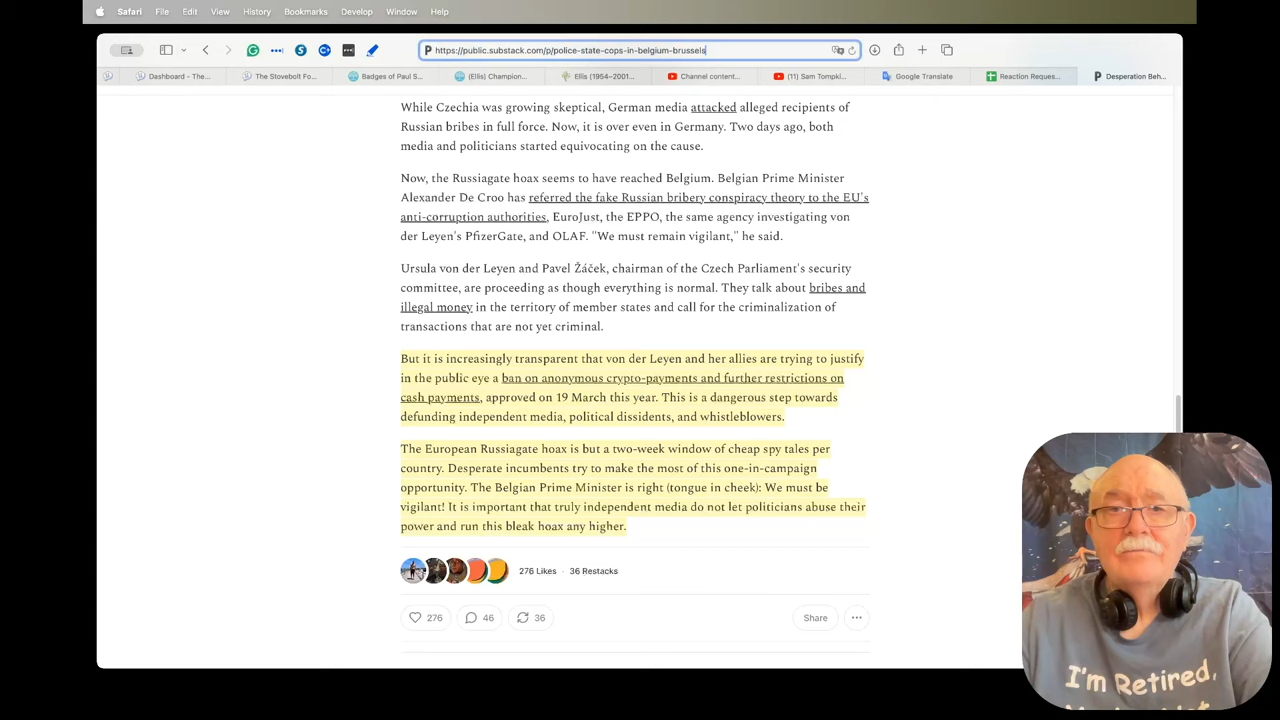 Safari File Edit View History Bookmarks Develop Window Help
https://public.substack.com/p/police-state-cops-in-belgium-brussels
Dashboard - The... The Stovebolt Fo... Badges of Paul S... (Ellis) Champion... Ellis (1954–2001... Channel content... (11) Sam Tompki... Google Translate Reaction Reques... Desperation Beh...
While Czechia was growing skeptical, German media attacked alleged recipients of
Russian bribes in full force. Now, it is over even in Germany. Two days ago, both
media and politicians started equivocating on the cause.
Now, the Russiagate hoax seems to have reached Belgium. Belgian Prime Minister
Alexander De Croo has referred the fake Russian bribery conspiracy theory to the EU's
anti-corruption authorities, EuroJust, the EPPO, the same agency investigating von
der Leyen's PfizerGate, and OLAF. "We must remain vigilant," he said.
Ursula von der Leyen and Pavel Žáček, chairman of the Czech Parliament's security
committee, are proceeding as though everything is normal. They talk about bribes and
illegal money in the territory of member states and call for the criminalization of
transactions that are not yet criminal.
But it is increasingly transparent that von der Leyen and her allies are trying to justify
in the public eye a ban on anonymous crypto-payments and further restrictions on
cash payments, approved on 19 March this year. This is a dangerous step towards
defunding independent media, political dissidents, and whistleblowers.
The European Russiagate hoax is but a two-week window of cheap spy tales per
country. Desperate incumbents try to make the most of this one-in-campaign
opportunity. The Belgian Prime Minister is right (tongue in cheek): We must be
vigilant! It is important that truly independent media do not let politicians abuse their
power and run this bleak hoax any higher.
276 Likes · 36 Restacks
276 46 36 Share
I'm Retired,